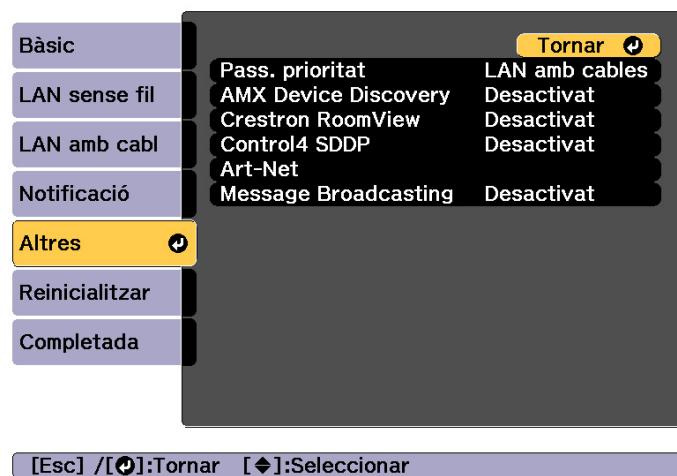 Bàsic
LAN sense fil
LAN amb cabl
Notificació
Altres
Reinicialitzar
Completada
Tornar
Pass. prioritat LAN amb cables
AMX Device Discovery Desactivat
Crestron RoomView Desactivat
Control4 SDDP Desactivat
Art-Net
Message Broadcasting Desactivat
[Esc] /[⏎]:Tornar [◆]:Seleccionar